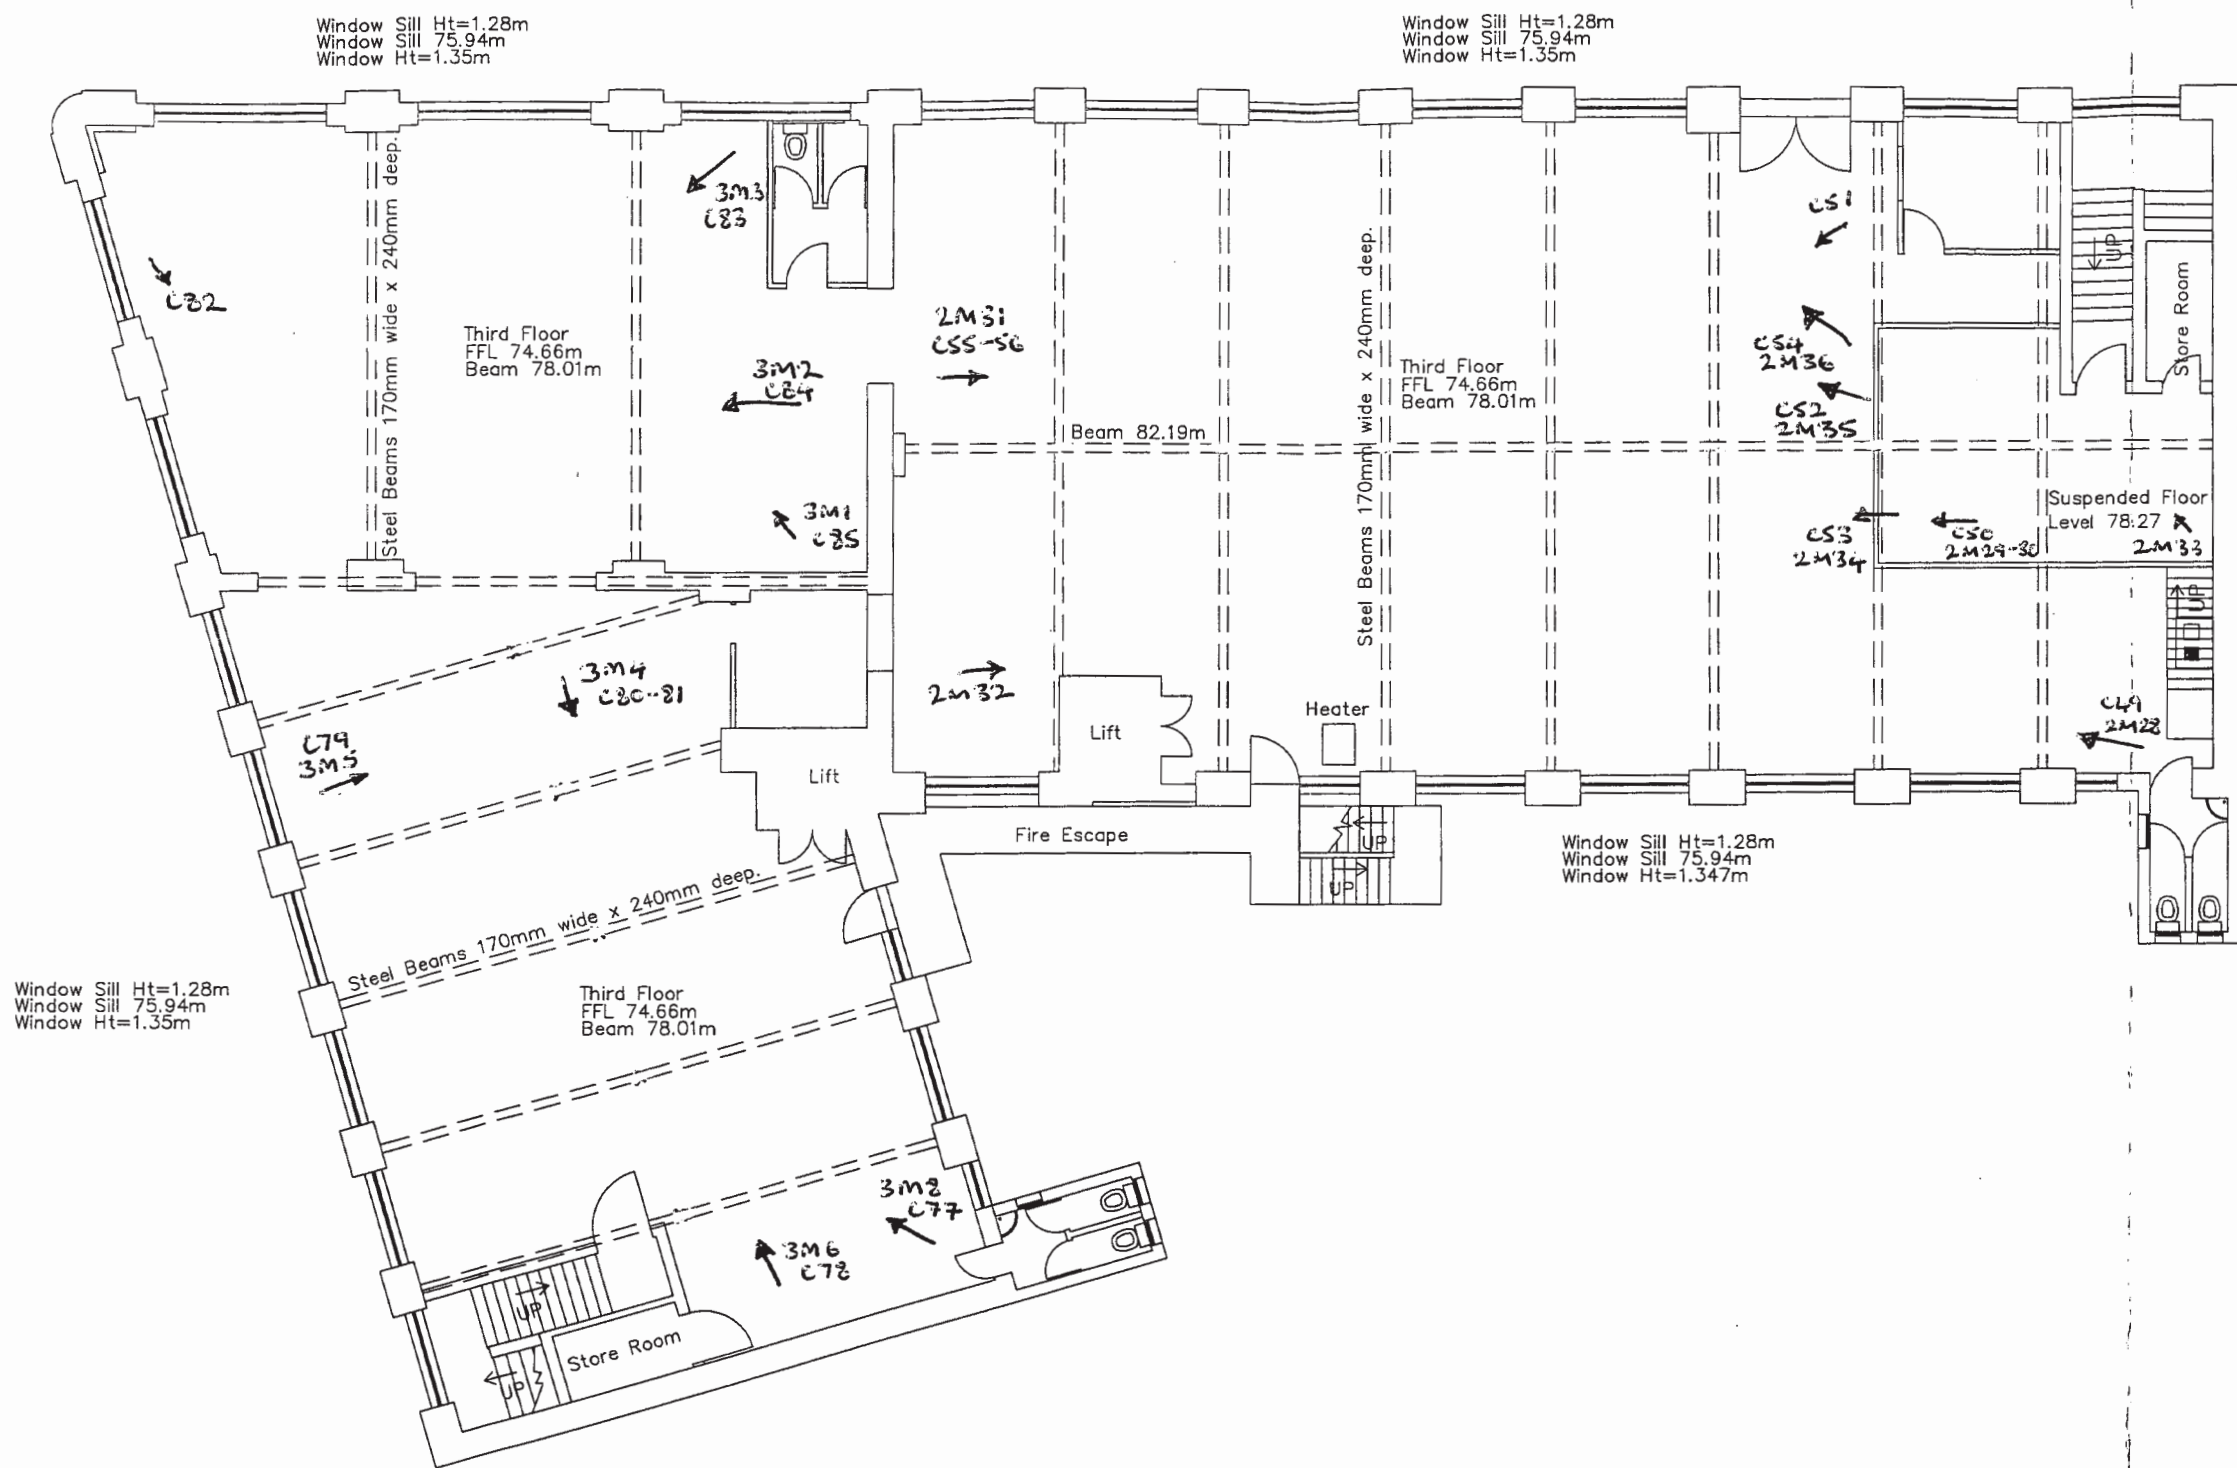 Window Sill Ht=1.28m
Window Sill 75.94m
Window Ht=1.35m
Window Sill Ht=1.28m
Window Sill 75.94m
Window Ht=1.35m
Steel Beams 170mm wide x 240mm deep.
3M3
C83
C82
Third Floor
FFL 74.66m
Beam 78.01m
3M2
C84
3M1
C85
2M31
C55-56
Beam 82.19m
Steel Beams 170mm wide x 240mm deep.
Third Floor
FFL 74.66m
Beam 78.01m
C51
C54
2M36
C52
2M35
UP
Store Room
Suspended Floor
Level 78.27
C53
2M34
C50
2M29-30
2M33
UP
3M4
C80-81
2M32
C79
3M5
Lift
Lift
Heater
C49
2M28
Fire Escape
UP
UP
Window Sill Ht=1.28m
Window Sill 75.94m
Window Ht=1.347m
Steel Beams 170mm wide x 240mm deep.
Window Sill Ht=1.28m
Window Sill 75.94m
Window Ht=1.35m
Third Floor
FFL 74.66m
Beam 78.01m
3M8
C77
3M6
C78
UP
Store Room
UP